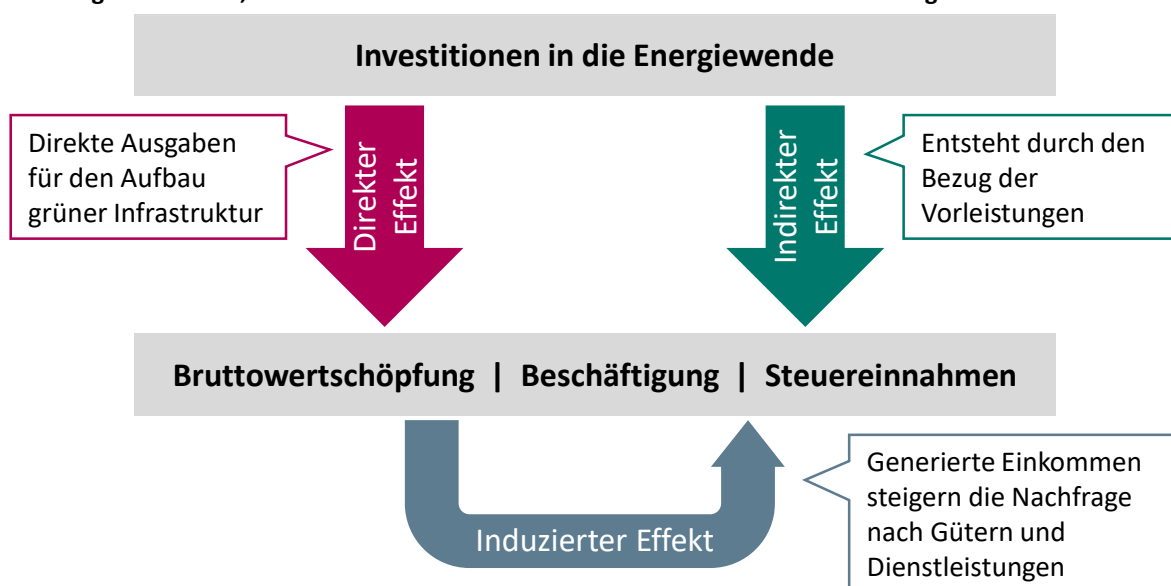 Investitionen in die Energiewende
Direkte Ausgaben
für den Aufbau
grüner Infrastruktur
Direkter
Effekt
Indirekter
Effekt
Entsteht durch den
Bezug der
Vorleistungen
Bruttowertschöpfung | Beschäftigung | Steuereinnahmen
Induzierter Effekt
Generierte Einkommen
steigern die Nachfrage
nach Gütern und
Dienstleistungen